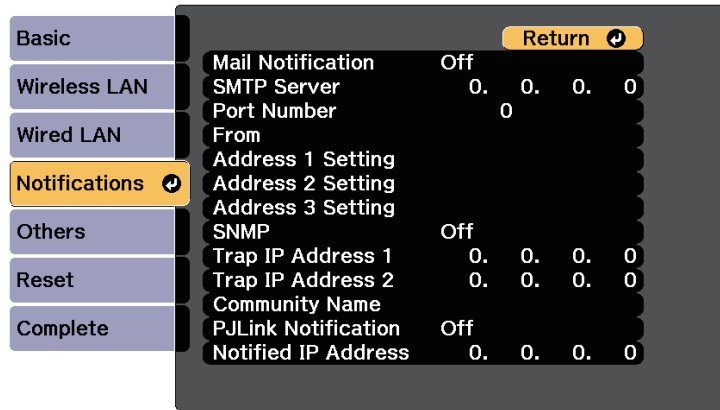 Basic
Wireless LAN
Wired LAN
Notifications
Others
Reset
Complete
Return
Mail Notification Off
SMTP Server 0. 0. 0. 0
Port Number 0
From
Address 1 Setting
Address 2 Setting
Address 3 Setting
SNMP Off
Trap IP Address 1 0. 0. 0. 0
Trap IP Address 2 0. 0. 0. 0
Community Name
PJLink Notification Off
Notified IP Address 0. 0. 0. 0